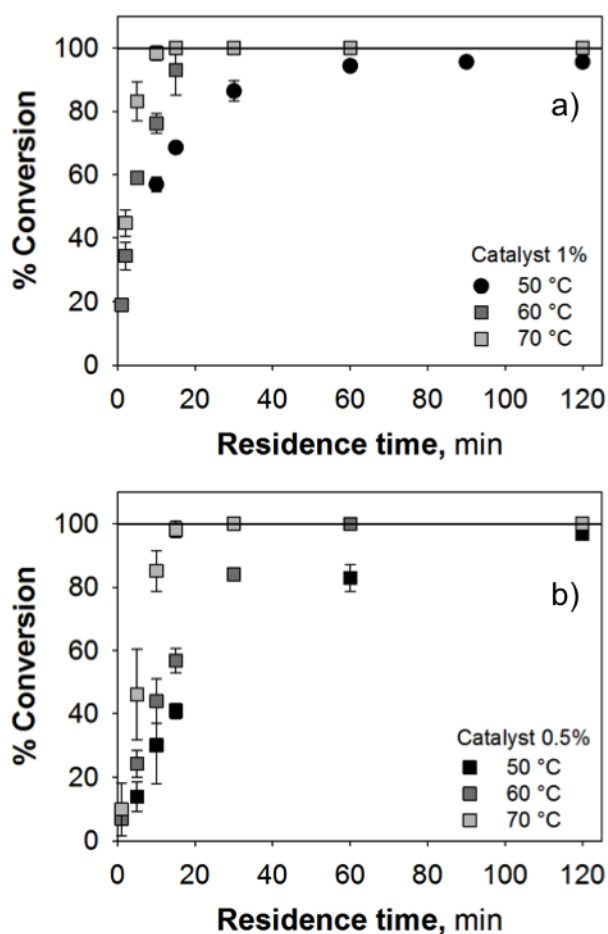 100
80
60
40
20
0
% Conversion
a)
Catalyst 1%
50 °C
60 °C
70 °C
0 20 40 60 80 100 120
Residence time, min
100
80
60
40
20
0
% Conversion
b)
Catalyst 0.5%
50 °C
60 °C
70 °C
0 20 40 60 80 100 120
Residence time, min